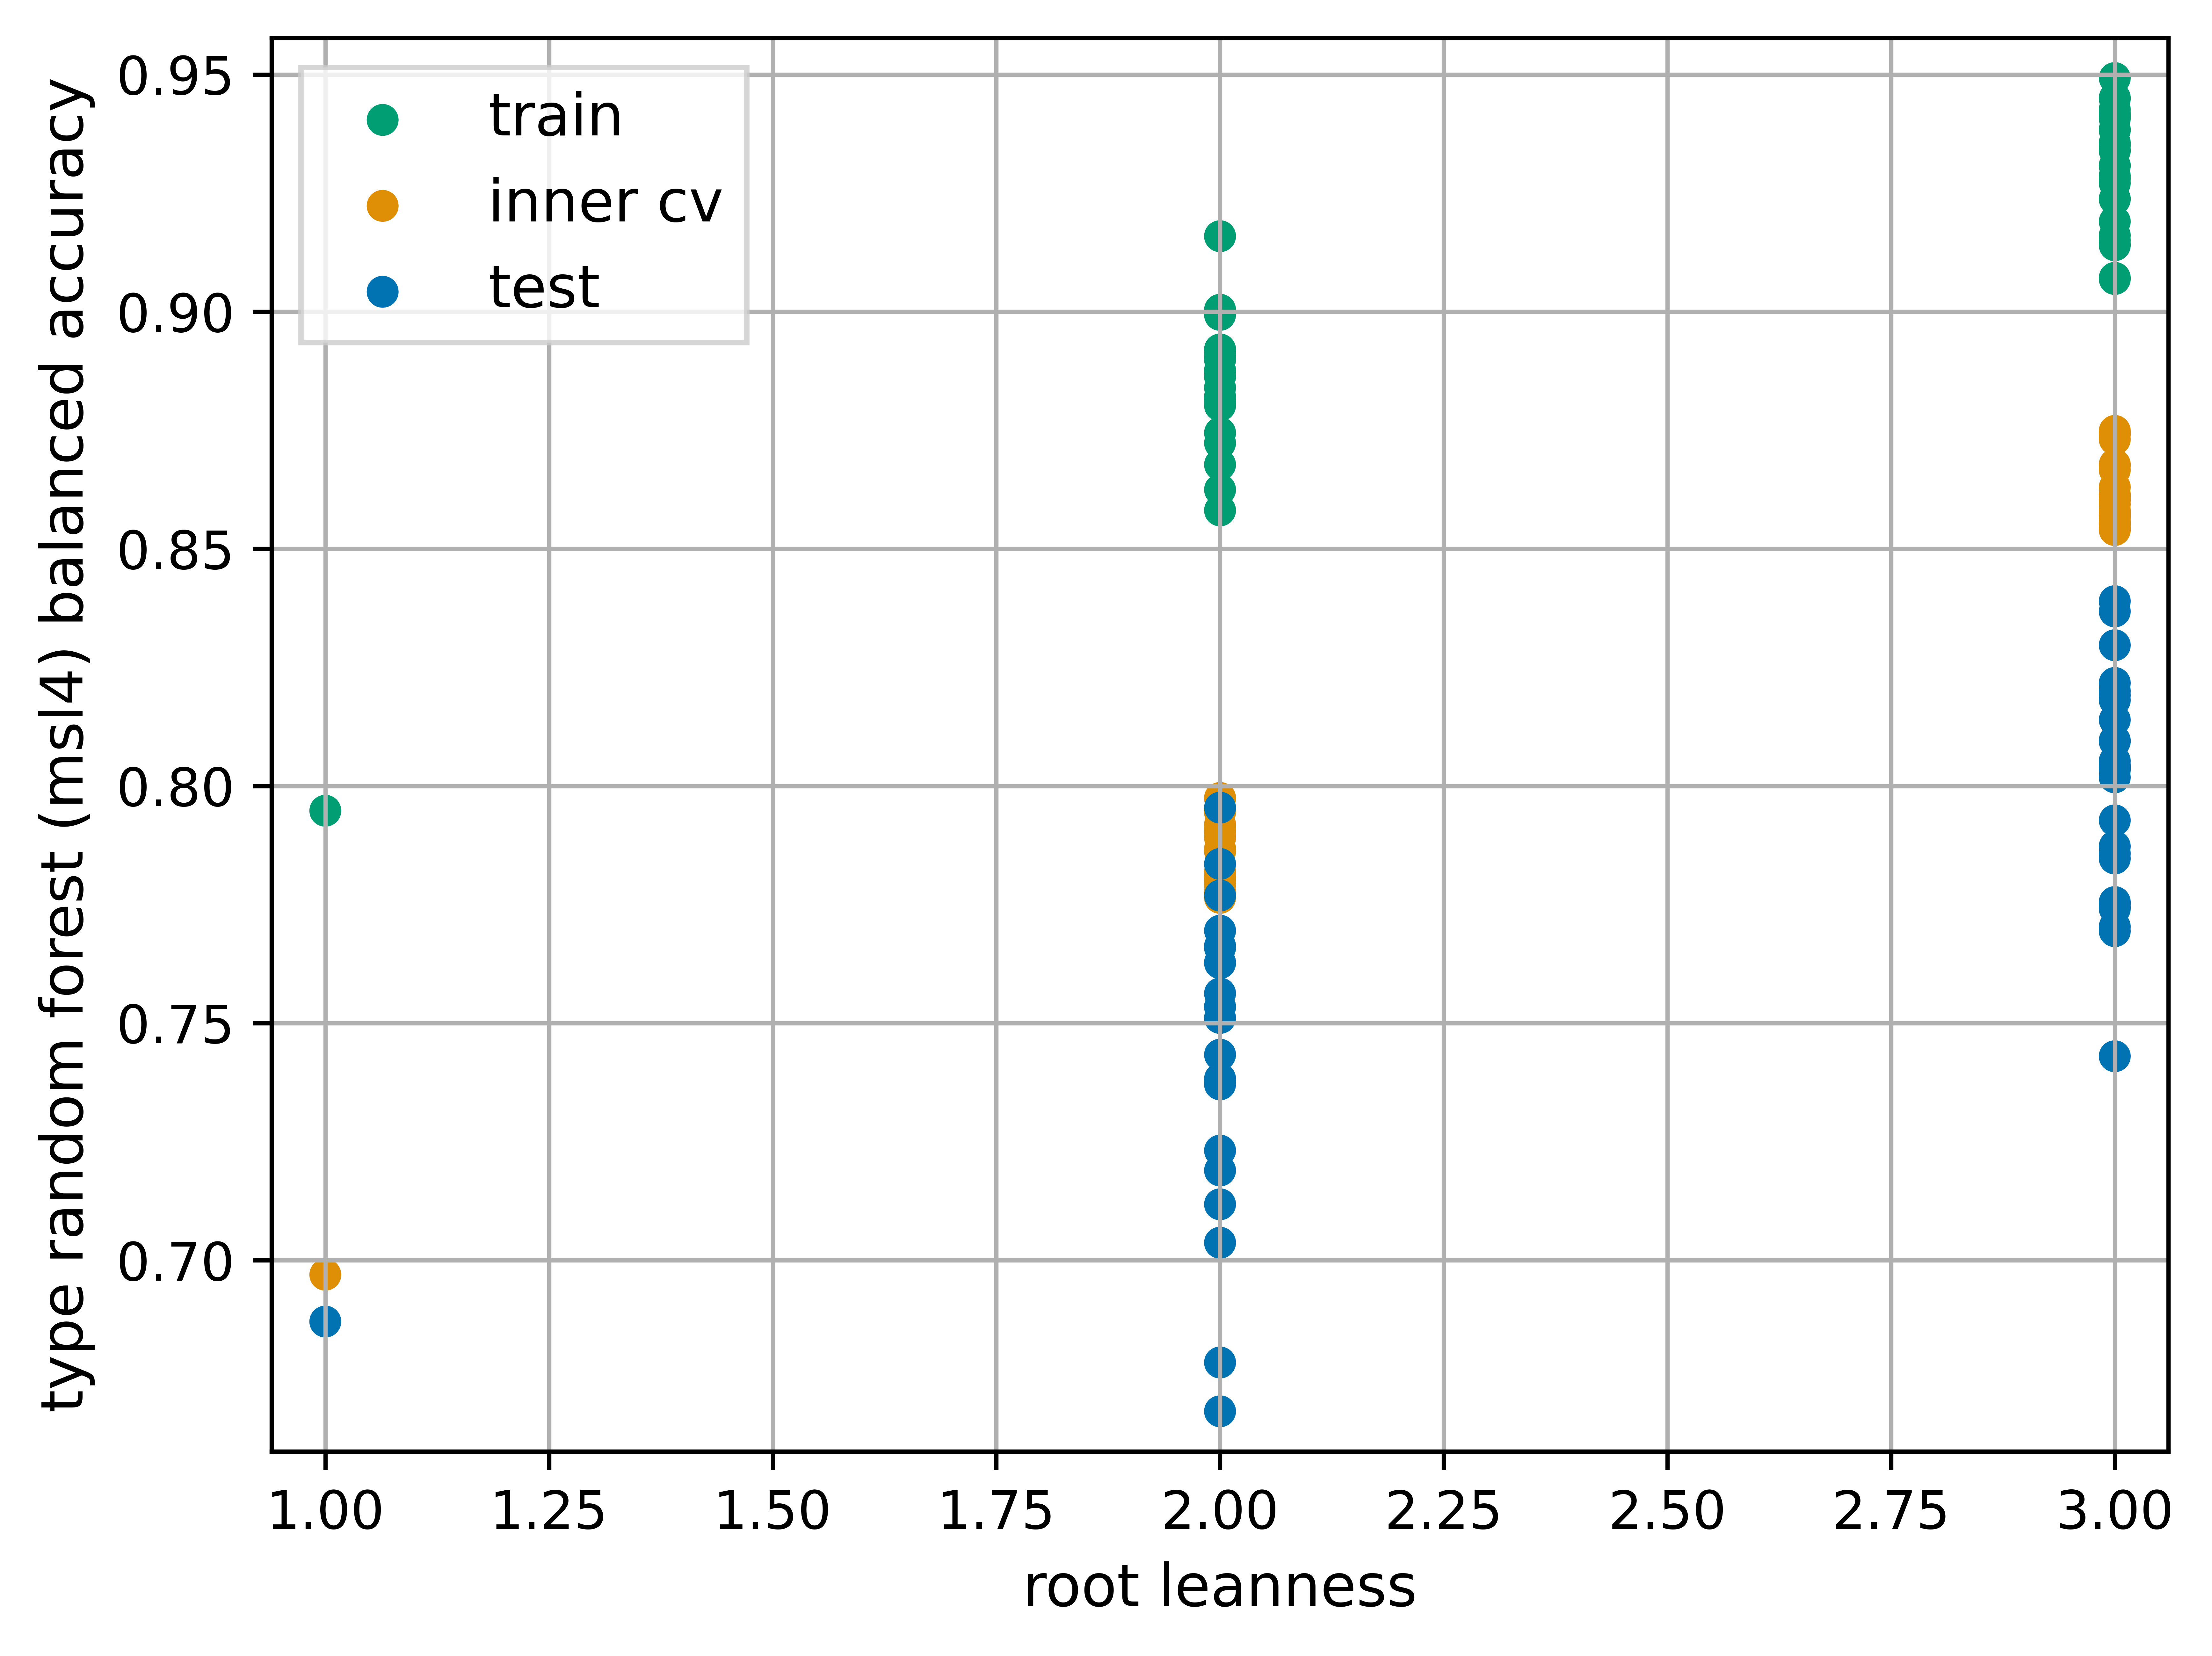 type random forest (msl4) balanced accuracy
0.95
0.90
0.85
0.80
0.75
0.70
train
inner cv
test
1.00 1.25 1.50 1.75 2.00 2.25 2.50 2.75 3.00
root leanness